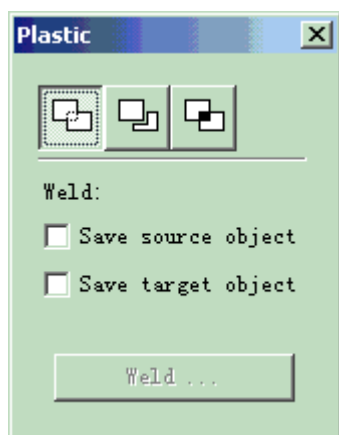 Plastic
Weld:
Save source object
Save target object
Weld ...